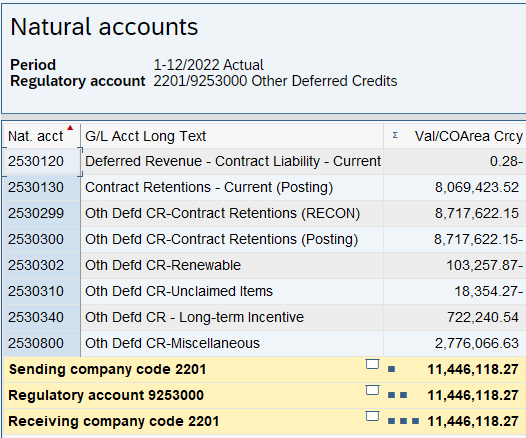 Natural accounts
Period 1-12/2022 Actual
Regulatory account 2201/9253000 Other Deferred Credits
Nat. acct G/L Acct Long Text Σ Val/COArea Crcy
2530120 Deferred Revenue - Contract Liability - Current 0.28-
2530130 Contract Retentions - Current (Posting) 8,069,423.52
2530299 Oth Defd CR-Contract Retentions (RECON) 8,717,622.15
2530300 Oth Defd CR-Contract Retentions (Posting) 8,717,622.15-
2530302 Oth Defd CR-Renewable 103,257.87-
2530310 Oth Defd CR-Unclaimed Items 18,354.27-
2530340 Oth Defd CR - Long-term Incentive 722,240.54
2530800 Oth Defd CR-Miscellaneous 2,776,066.63
Sending company code 2201 11,446,118.27
Regulatory account 9253000 11,446,118.27
Receiving company code 2201 11,446,118.27